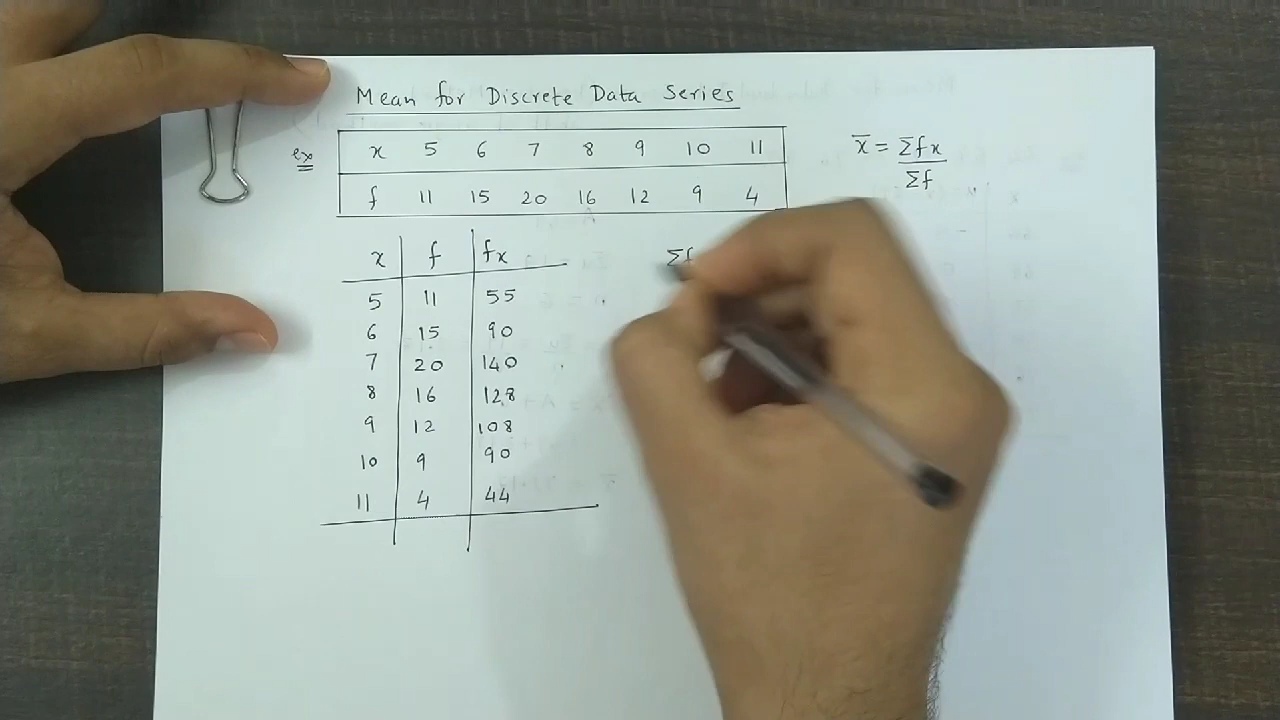 Mean for Discrete Data Series
ex x 5 6 7 8 9 10 11
f 11 15 20 16 12 9 4
x̄ = Σfx
Σf
x f fx
5 11 55
6 15 90
7 20 140
8 16 128
9 12 108
10 9 90
11 4 44
Σf